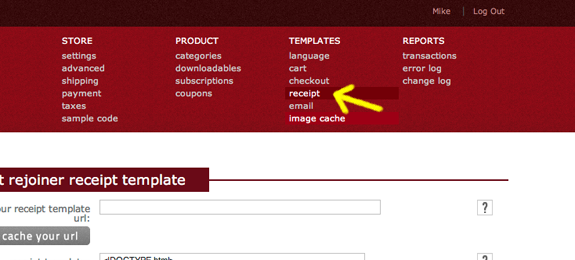 Mike | Log Out
STORE PRODUCT TEMPLATES REPORTS
settings categories language transactions
advanced downloadables cart error log
shipping subscriptions checkout change log
payment coupons receipt
taxes email
sample code image cache
t rejoiner receipt template
our receipt template ?
url:
cache your url